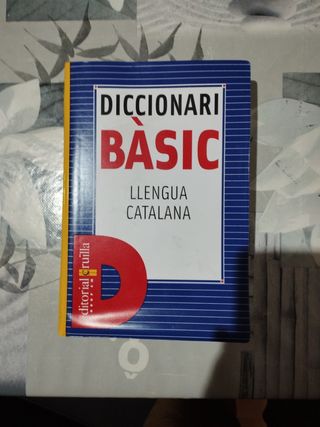 DICCIONARI
BÀSIC
LLENGUA
CATALANA
D
editorial cruïlla